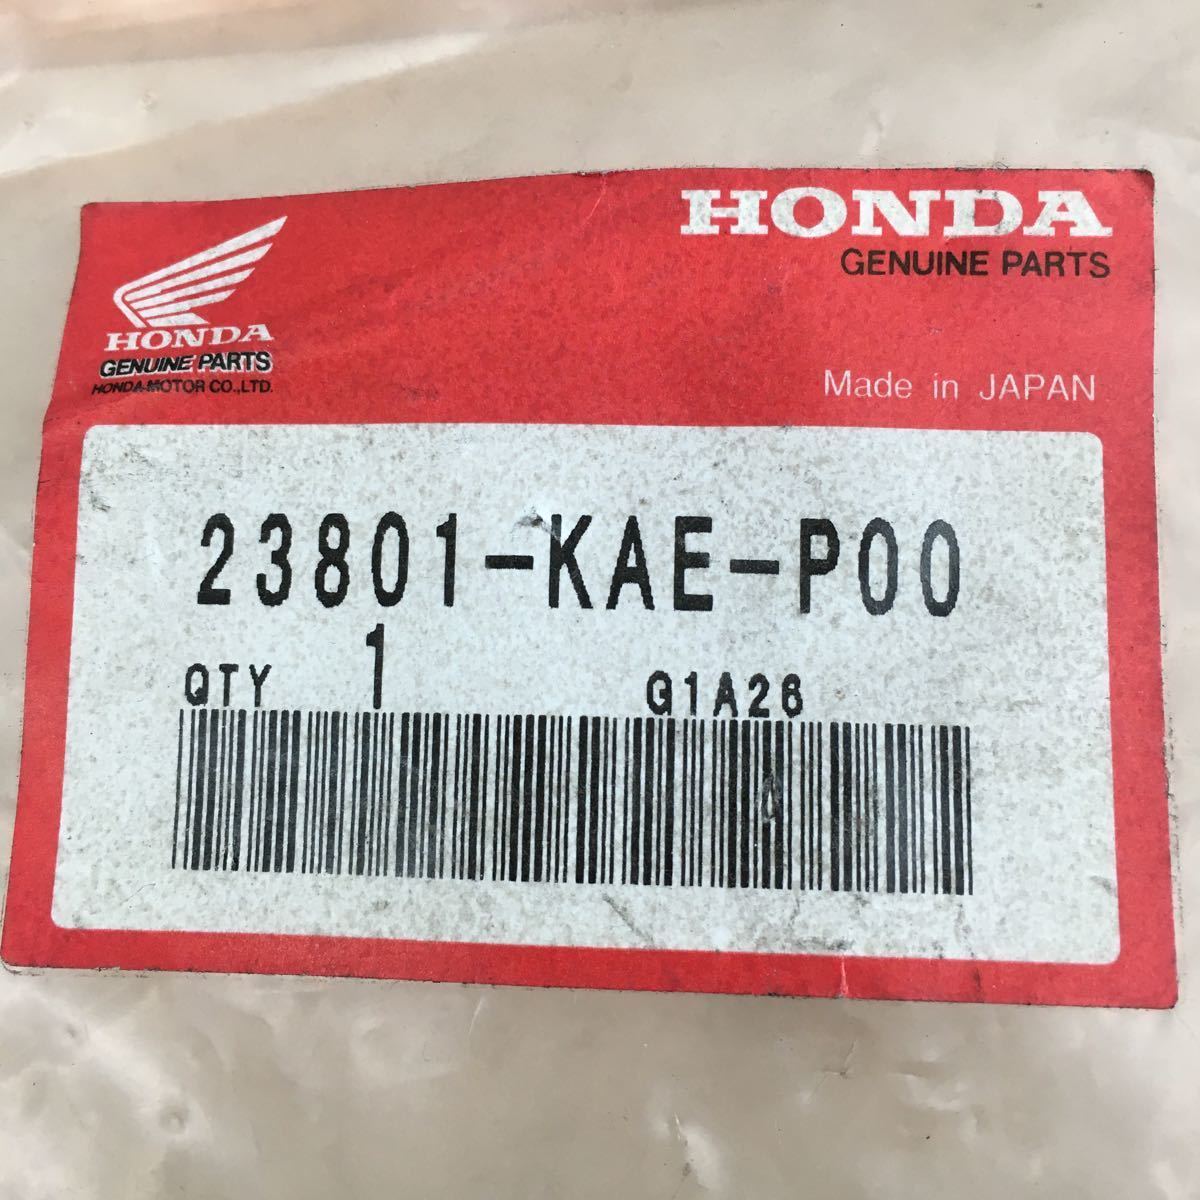 HONDA
GENUINE PARTS
HONDA
GENUINE PARTS
HONDA MOTOR CO.,LTD.
Made in JAPAN
23801-KAE-P00
QTY 1 G1A26